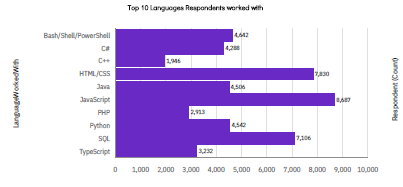 Top 10 Languages Respondents worked with
LanguageWorkedWith
Bash/Shell/PowerShell 4,642
C# 4,288
C++ 1,946
HTML/CSS 7,830
Java 4,506
JavaScript 8,687
PHP 2,913
Python 4,542
SQL 7,106
TypeScript 3,232
0 1,000 2,000 3,000 4,000 5,000 6,000 7,000 8,000 9,000 10,000
Respondent (Count)